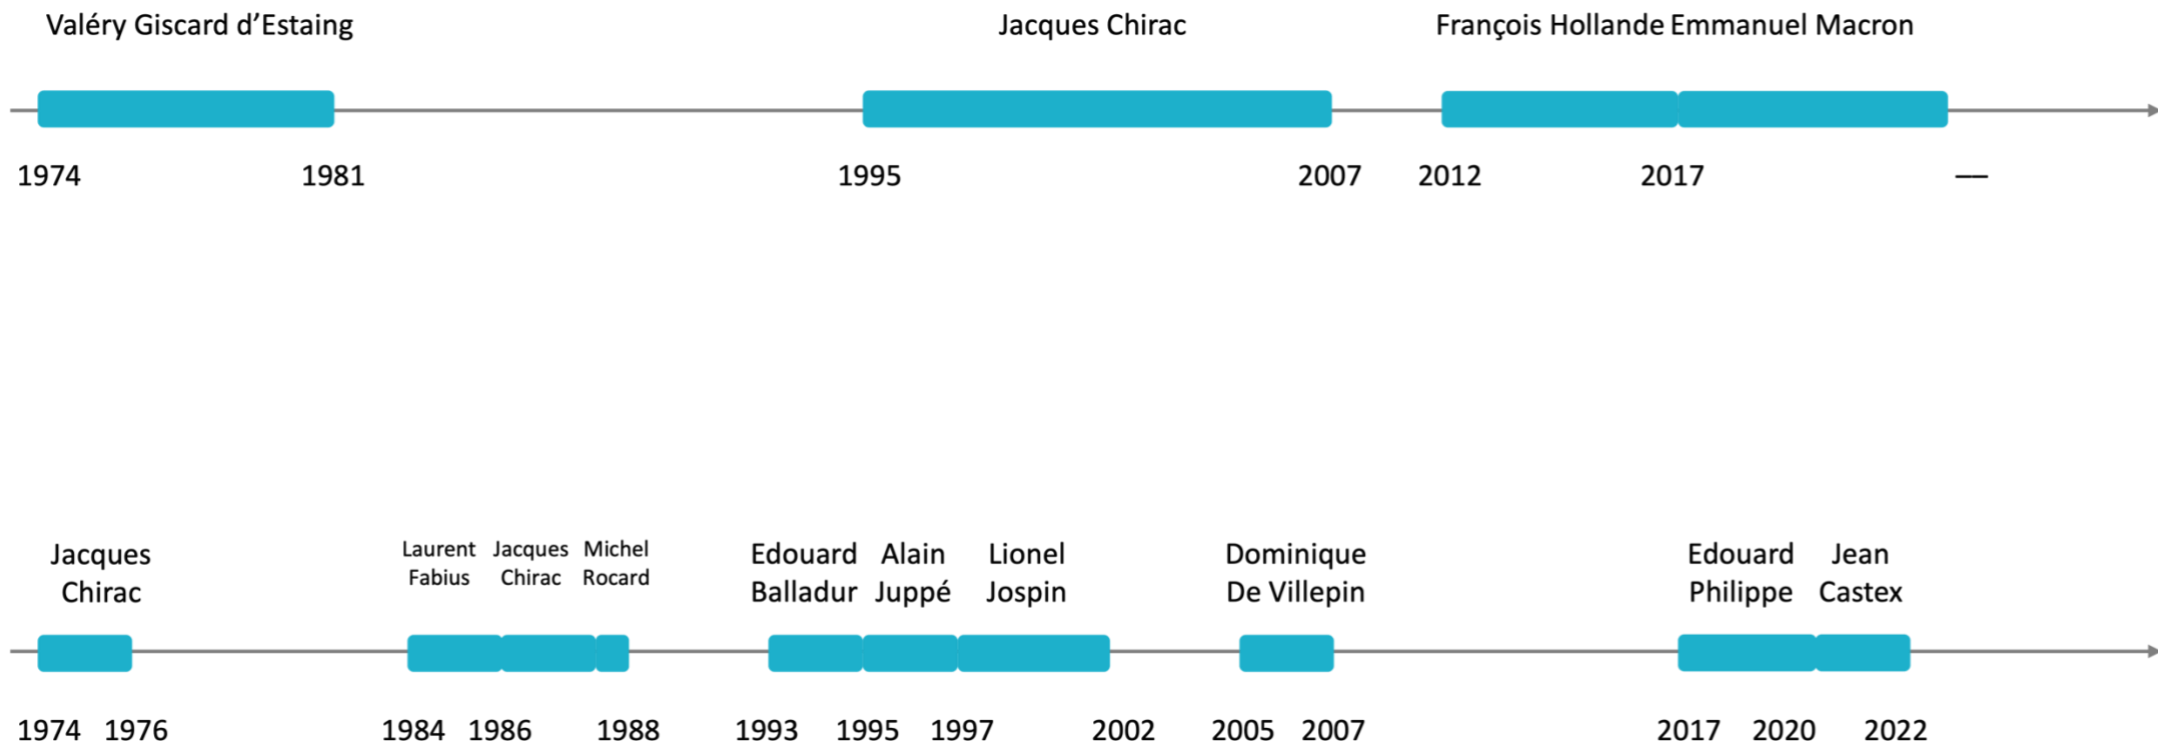 Valéry Giscard d’Estaing Jacques Chirac François Hollande Emmanuel Macron
1974 1981 1995 2007 2012 2017 —
Jacques Chirac
Laurent Fabius
Jacques Chirac
Michel Rocard
Edouard Balladur
Alain Juppé
Lionel Jospin
Dominique De Villepin
Edouard Philippe
Jean Castex
1974 1976 1984 1986 1988 1993 1995 1997 2002 2005 2007 2017 2020 2022